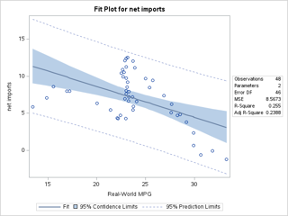 Fit Plot for net imports
net imports
15
10
5
0
15
20
25
30
Real-World MPG
Observations 48
Parameters 2
Error DF 46
MSE 8.5673
R-Square 0.255
Adj R-Square 0.2388
Fit 95% Confidence Limits 95% Prediction Limits